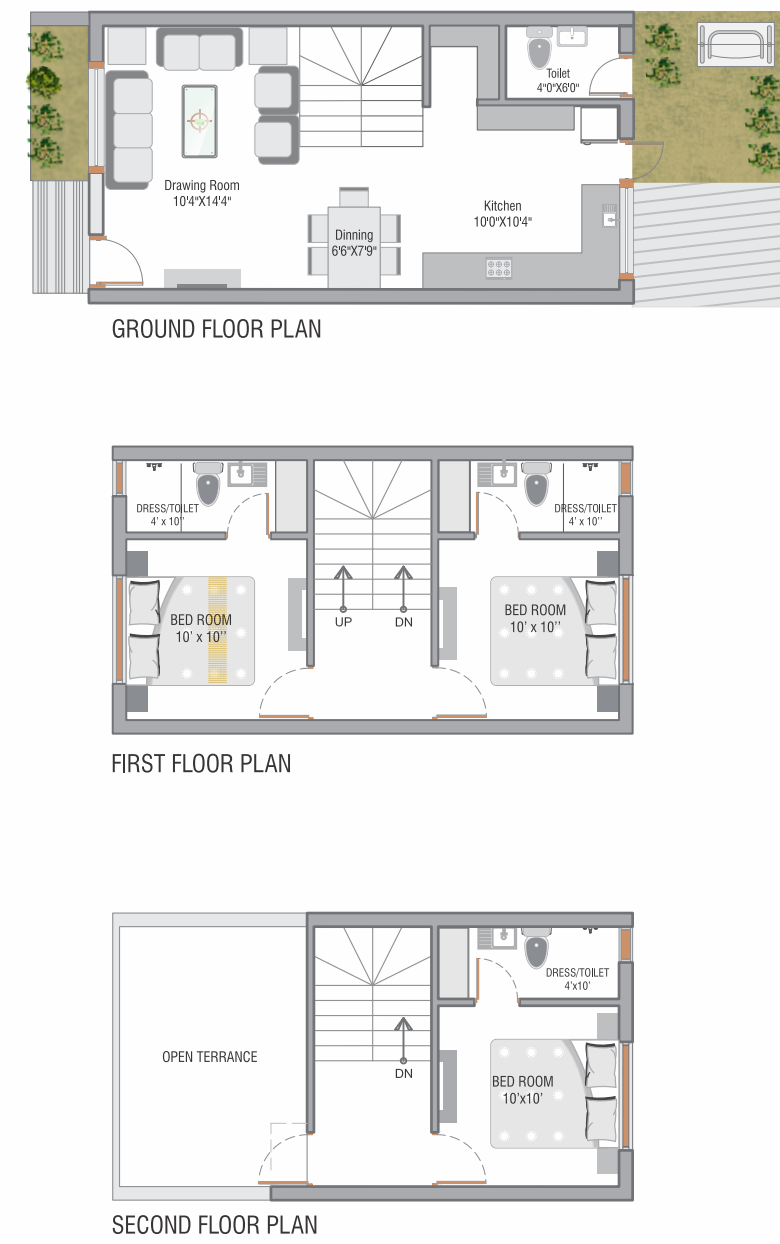 Toilet
4'0"X6'0"
Drawing Room
10'4"X14'4"
Kitchen
10'0"X10'4"
Dinning
6'6"X7'9"
GROUND FLOOR PLAN
DRESS/TOILET
4' x 10''
DRESS/TOILET
4' x 10''
BED ROOM
10' x 10''
BED ROOM
10' x 10''
UP
DN
FIRST FLOOR PLAN
DRESS/TOILET
4'x10'
OPEN TERRANCE
DN
BED ROOM
10'x10'
SECOND FLOOR PLAN